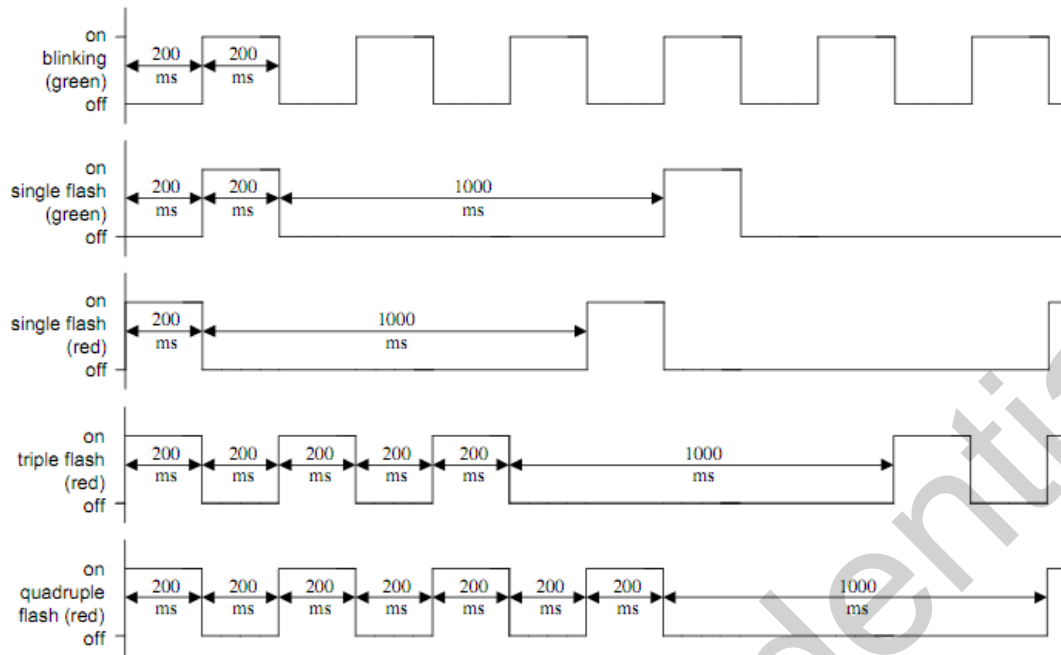 on
blinking
(green)
off
200 ms
200 ms
on
single flash
(green)
off
200 ms
200 ms
1000 ms
on
single flash
(red)
off
200 ms
1000 ms
on
triple flash
(red)
off
200 ms
200 ms
200 ms
200 ms
200 ms
1000 ms
on
quadruple
flash (red)
off
200 ms
200 ms
200 ms
200 ms
200 ms
200 ms
200 ms
1000 ms